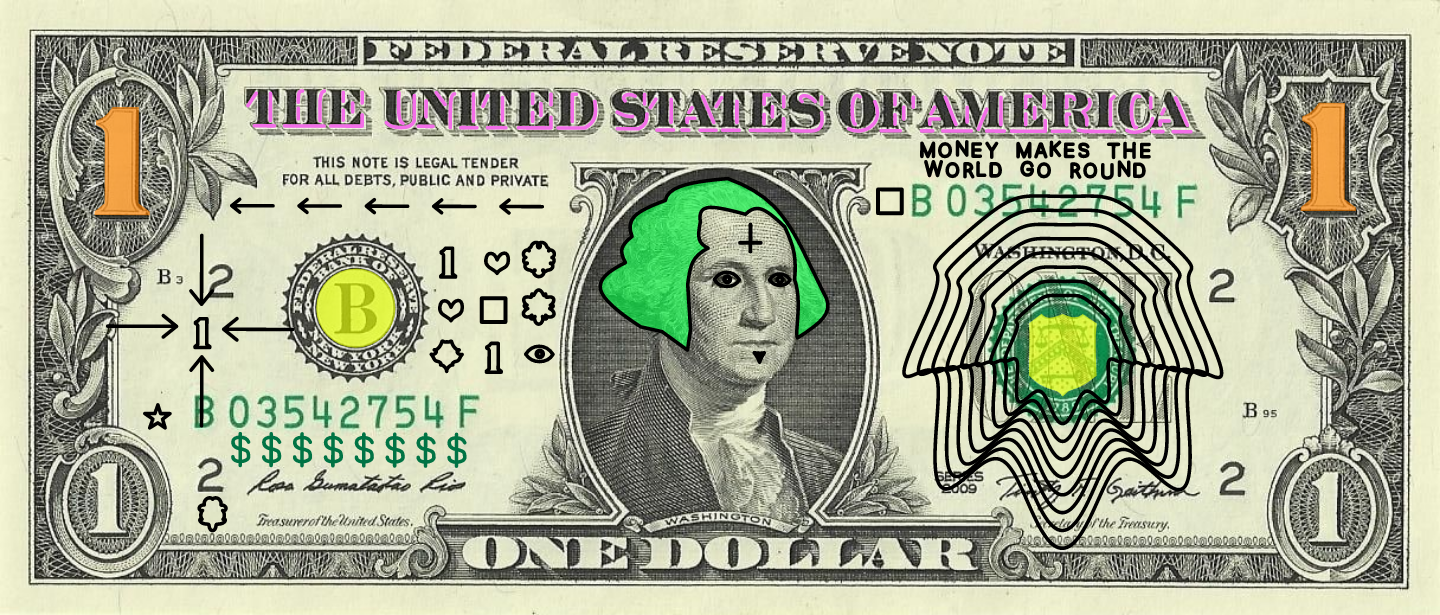 FEDERAL RESERVE NOTE
1
1
THE UNITED STATES OF AMERICA
THIS NOTE IS LEGAL TENDER
FOR ALL DEBTS, PUBLIC AND PRIVATE
MONEY MAKES THE
WORLD GO ROUND
B 03542754 F
WASHINGTON, D.C.
B 3
2
2
1
FEDERAL RESERVE
BANK OF
B
NEW YORK
NEW YORK
1
1
B 03542754 F
$$$$$$$$
B 95
2
2
Rosa Gumataotao Rios
Treasurer of the United States.
SERIES
2009
Secretary of the Treasury.
WASHINGTON
1
ONE DOLLAR
1